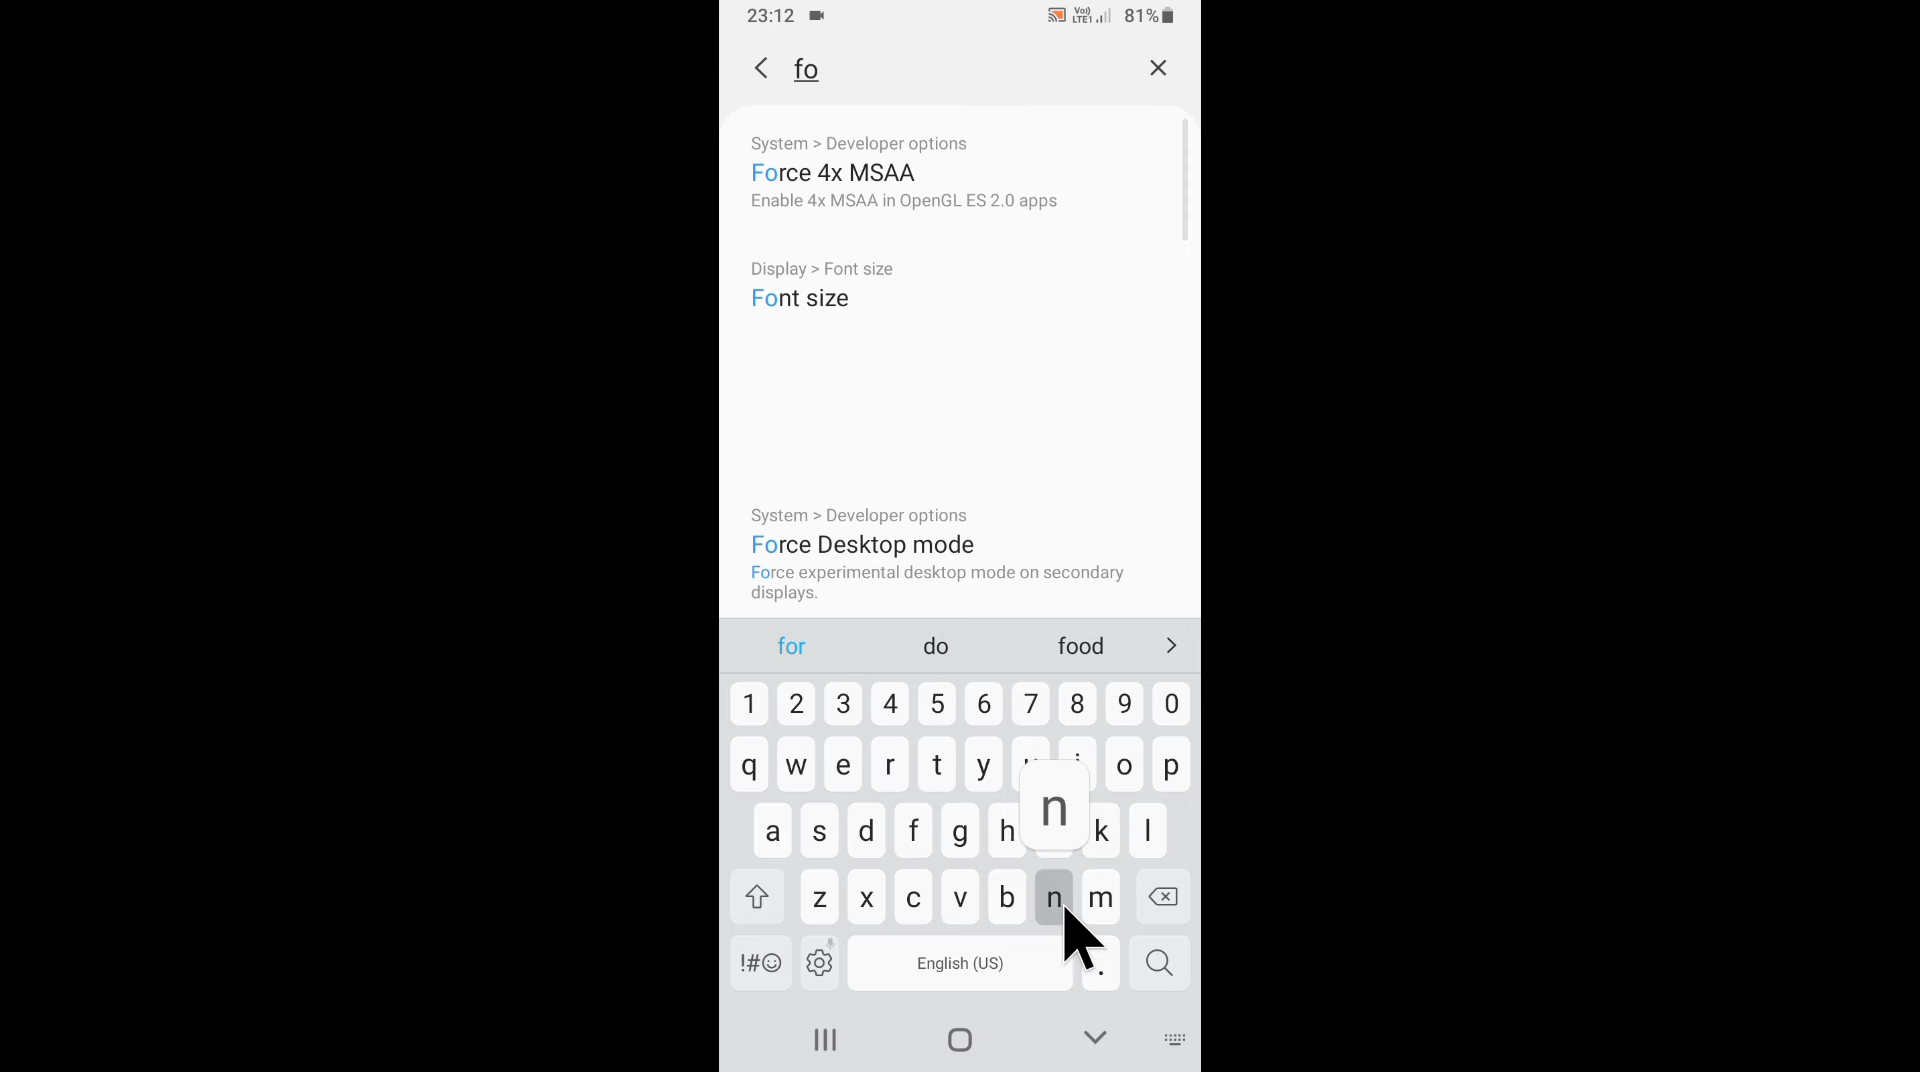 23:12 Vo) LTE1 81%
fo
System > Developer options
Force 4x MSAA
Enable 4x MSAA in OpenGL ES 2.0 apps
Display > Font size
Font size
System > Developer options
Force Desktop mode
Force experimental desktop mode on secondary
displays.
for do food
1 2 3 4 5 6 7 8 9 0
q w e r t y u i o p
n
a s d f g h k l
z x c v b n m
!#☺ English (US) .